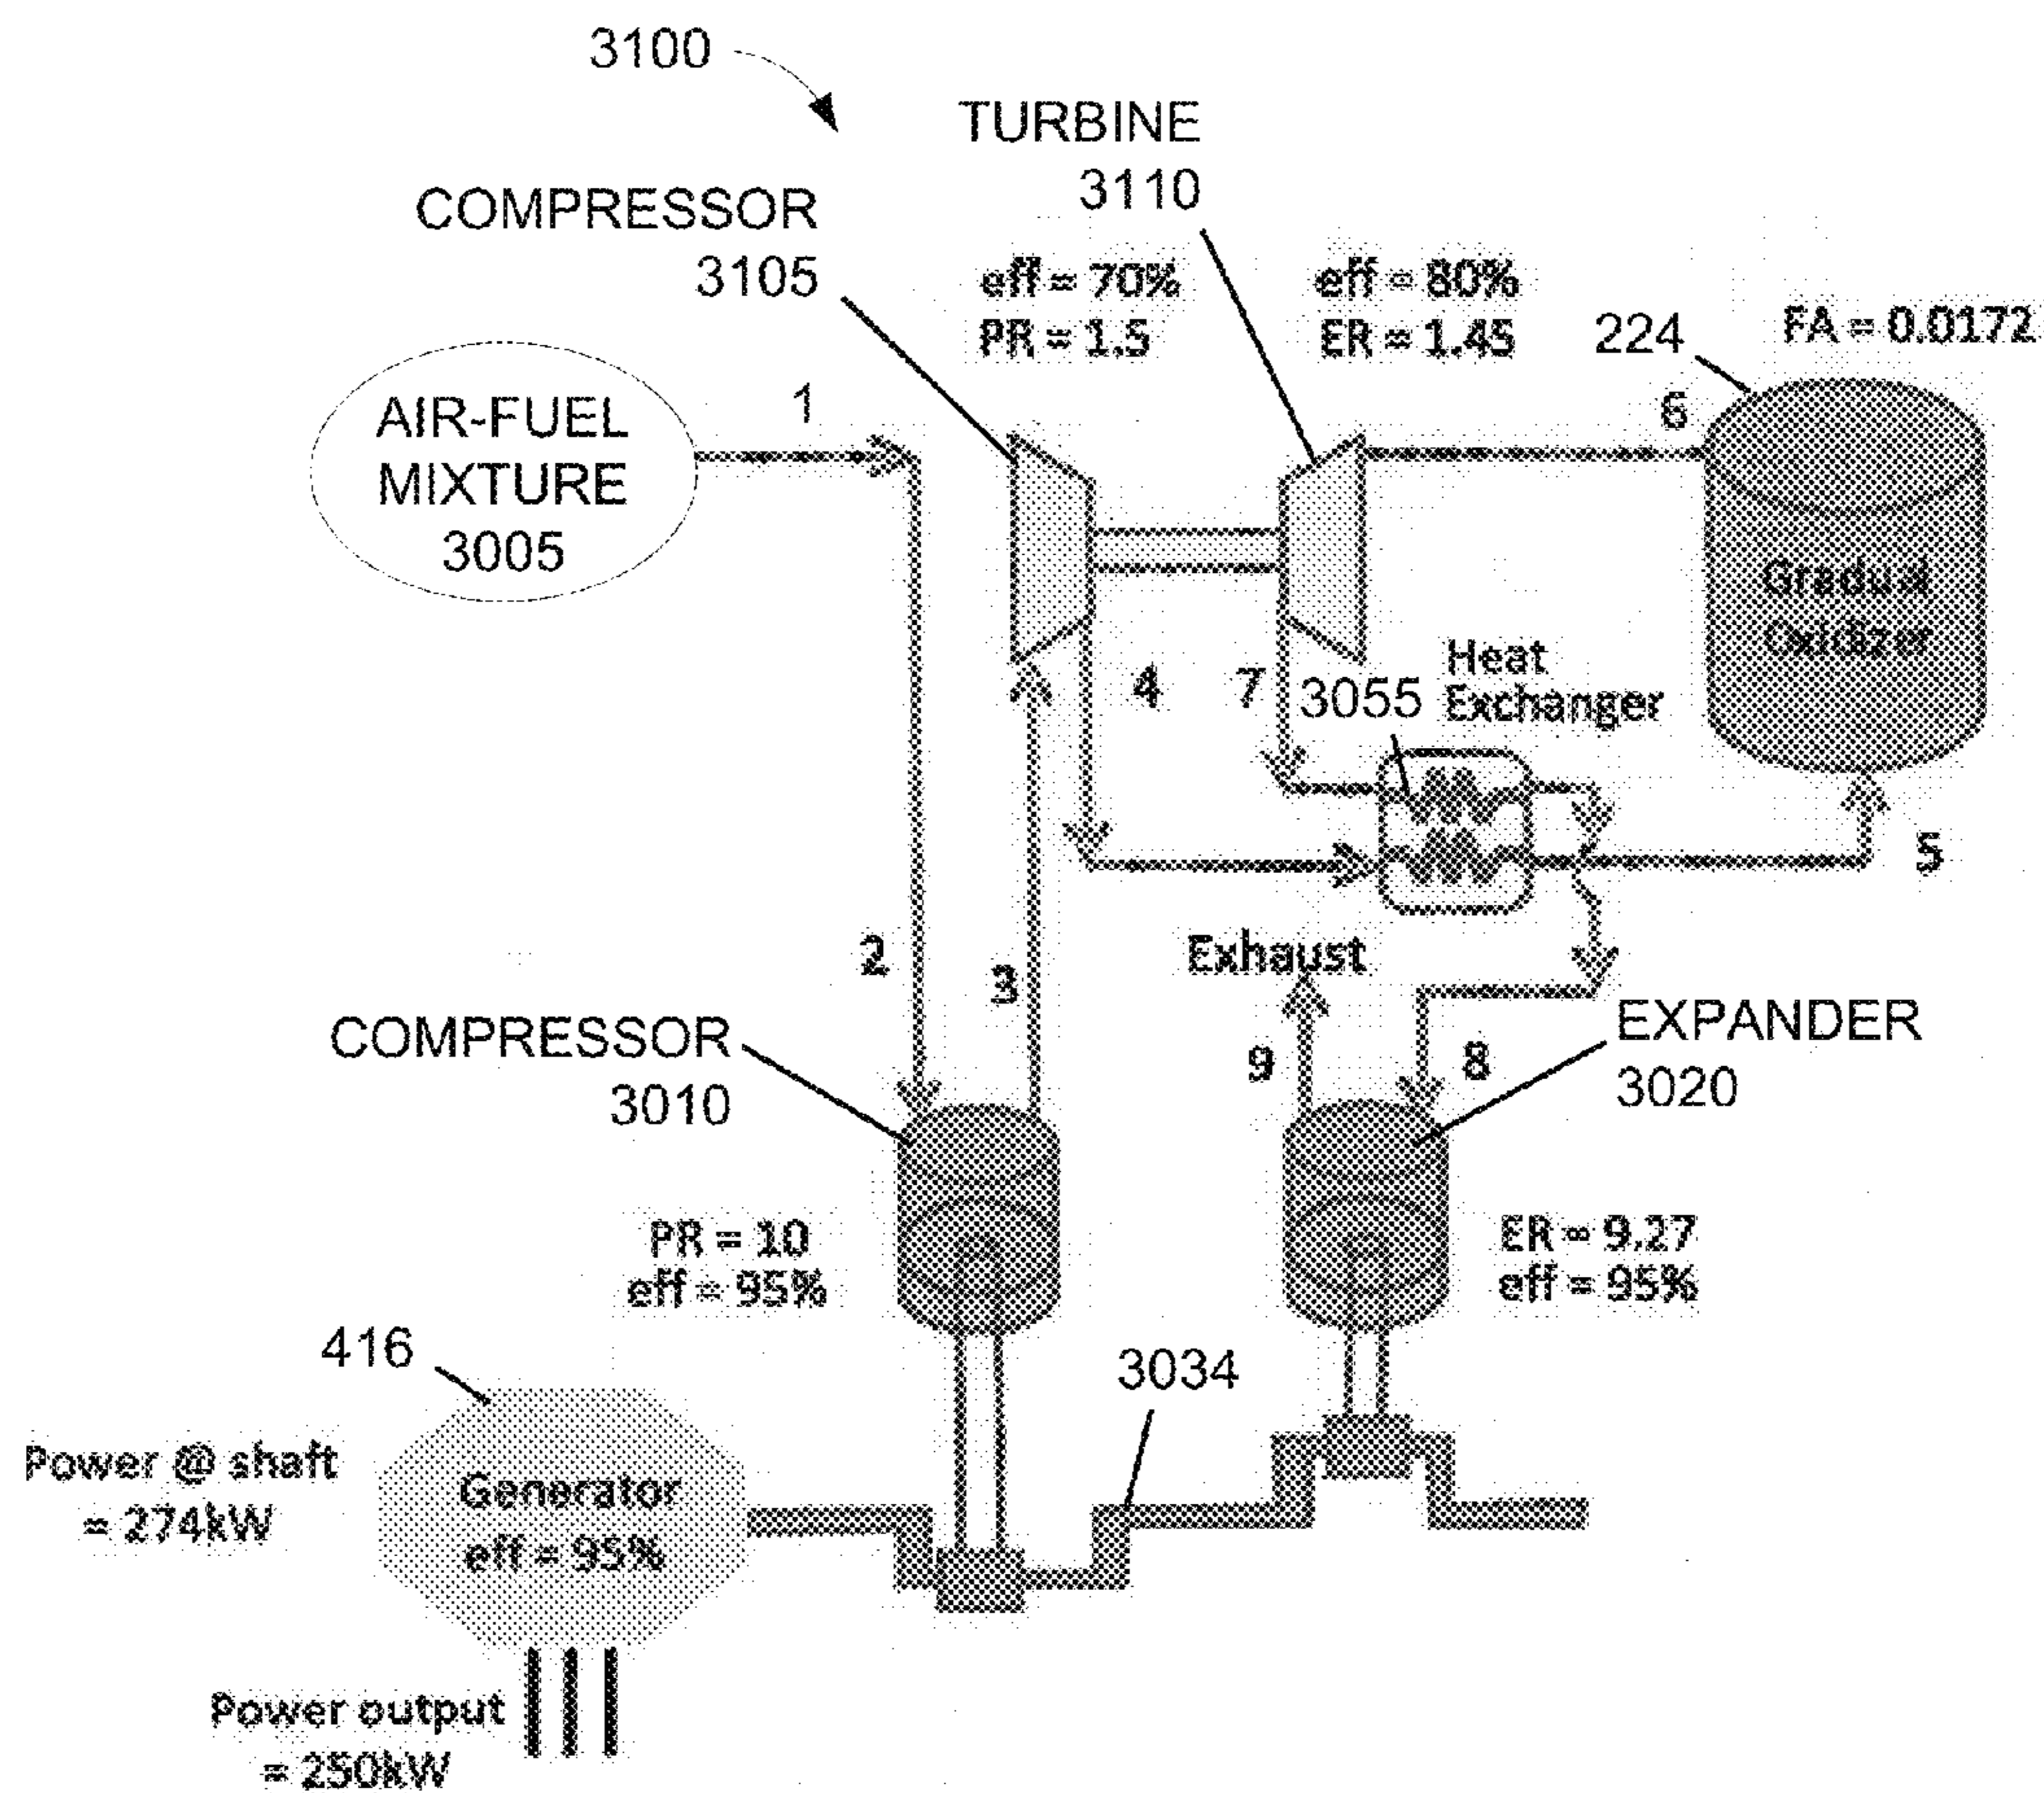 3100
TURBINE
3110
COMPRESSOR
3105
eff = 70%
PR = 1.5
eff = 80%
ER = 1.45
224
FA = 0.0172
AIR-FUEL
MIXTURE
3005
1
6
Gradual
Oxidizer
4
7
3055
Heat
Exchanger
5
2
3
Exhaust
COMPRESSOR
3010
9
8
EXPANDER
3020
PR = 10
eff = 95%
ER = 9.27
eff = 95%
416
3034
Power @ shaft
= 274kW
Generator
eff = 95%
Power output
= 250kW